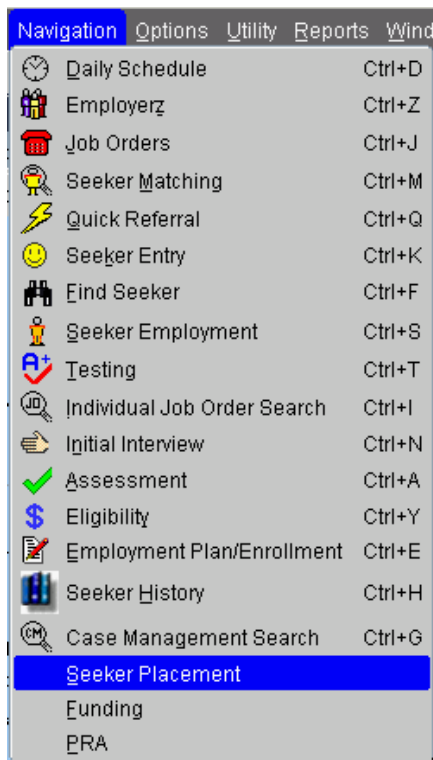 Navigation Options Utility Reports Wind
Daily Schedule Ctrl+D
Employerz Ctrl+Z
Job Orders Ctrl+J
Seeker Matching Ctrl+M
Quick Referral Ctrl+Q
Seeker Entry Ctrl+K
Find Seeker Ctrl+F
Seeker Employment Ctrl+S
A+ Testing Ctrl+T
JO Individual Job Order Search Ctrl+I
Initial Interview Ctrl+N
Assessment Ctrl+A
$ Eligibility Ctrl+Y
Employment Plan/Enrollment Ctrl+E
Seeker History Ctrl+H
CM Case Management Search Ctrl+G
Seeker Placement
Funding
PRA